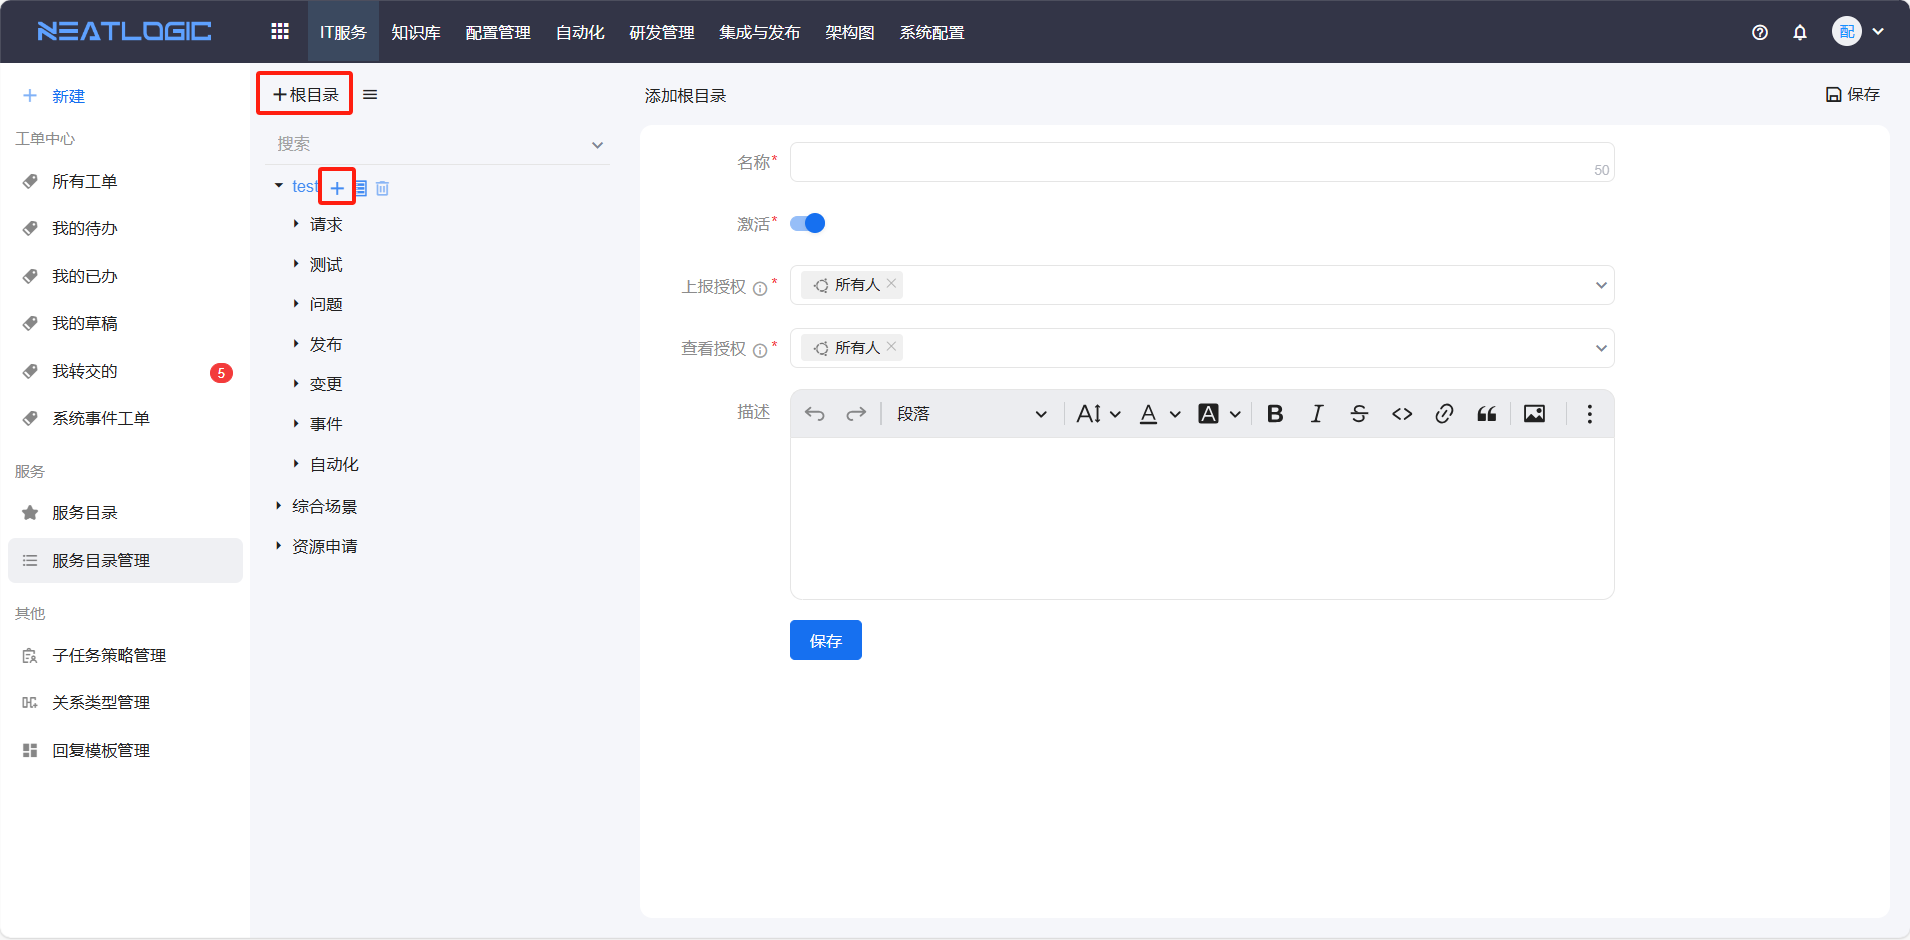 NEATLOGIC
IT服务 知识库 配置管理 自动化 研发管理 集成与发布 架构图 系统配置
配
新建
工单中心
所有工单
我的待办
我的已办
我的草稿
我转交的 5
系统事件工单
服务
服务目录
服务目录管理
其他
子任务策略管理
关系类型管理
回复模板管理
根目录
搜索
test
请求
测试
问题
发布
变更
事件
自动化
综合场景
资源申请
添加根目录
保存
名称*
50
激活*
上报授权 *
所有人
查看授权 *
所有人
描述
段落
保存